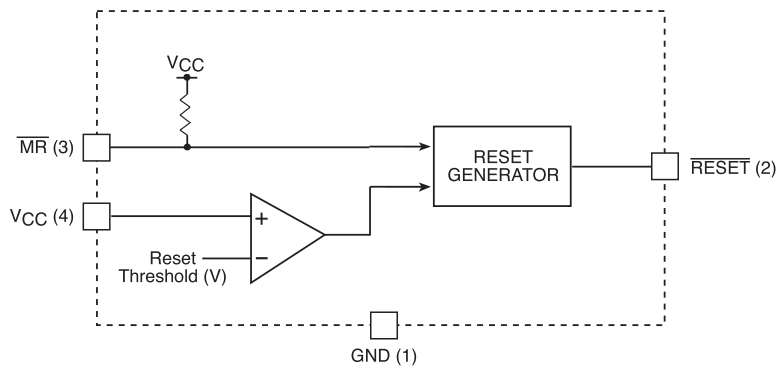 VCC
MR (3)
RESET
GENERATOR
RESET (2)
VCC (4)
+
Reset
Threshold (V)
−
GND (1)